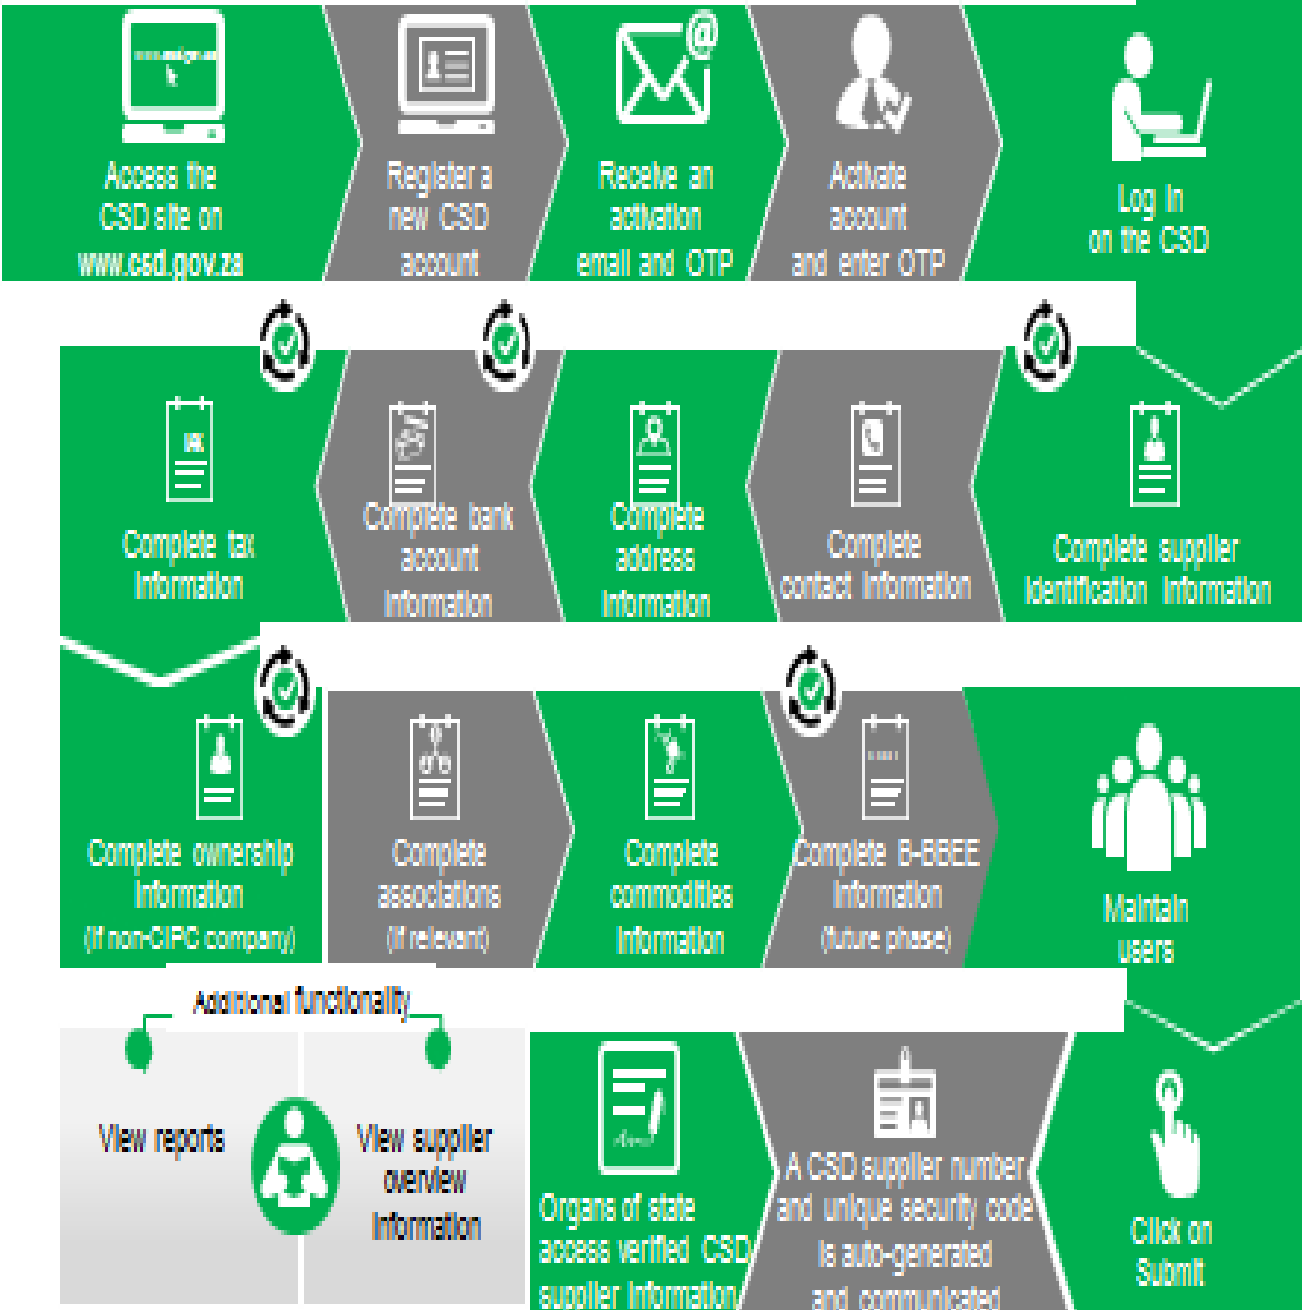 Access the
CSD site on
www.csd.gov.za
Register a
new CSD
account
Receive an
activation
email and OTP
Activate
account
and enter OTP
Log in
on the CSD
Complete supplier
identification information
Complete
contact information
Complete
address
information
Complete bank
account
information
Complete tax
information
Complete ownership
information
(if non-CIPC company)
Complete
associations
(if relevant)
Complete
commodities
information
Complete B-BBEE
information
(future phase)
Maintain
users
Click on
Submit
A CSD supplier number
and unique security code
is auto-generated
and communicated
Organs of state
access verified CSD
supplier information
Additional functionality
View reports
View supplier
overview
information